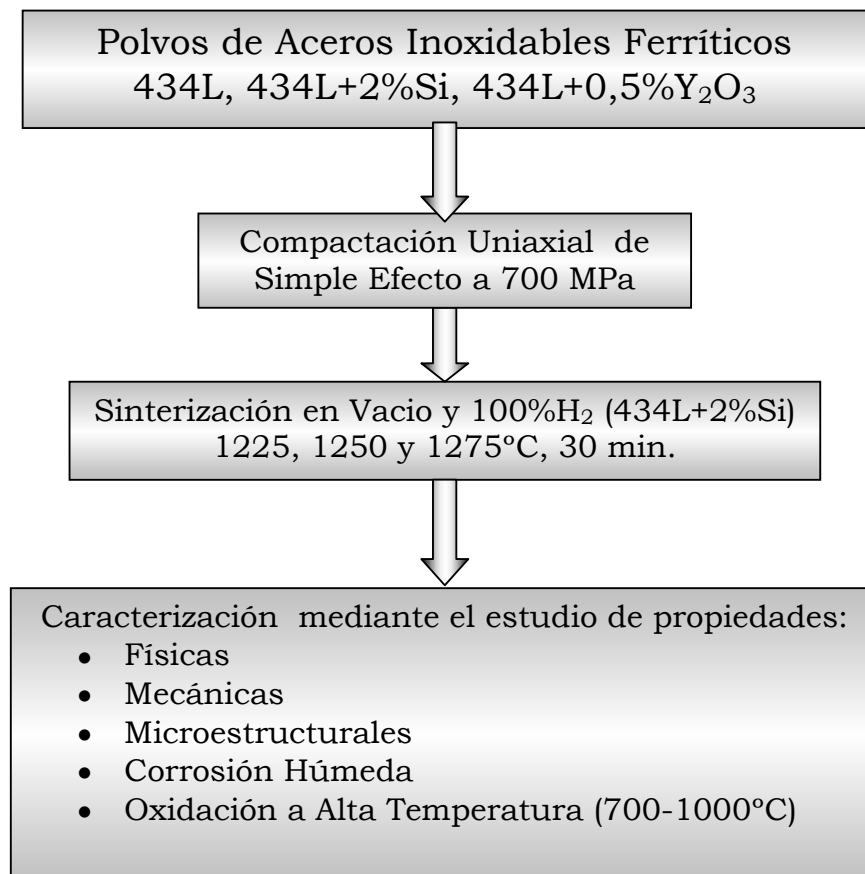 Polvos de Aceros Inoxidables Ferríticos
434L, 434L+2%Si, 434L+0,5%Y₂O₃
Compactación Uniaxial de
Simple Efecto a 700 MPa
Sinterización en Vacio y 100%H₂ (434L+2%Si)
1225, 1250 y 1275ºC, 30 min.
Caracterización mediante el estudio de propiedades:
• Físicas
• Mecánicas
• Microestructurales
• Corrosión Húmeda
• Oxidación a Alta Temperatura (700-1000ºC)